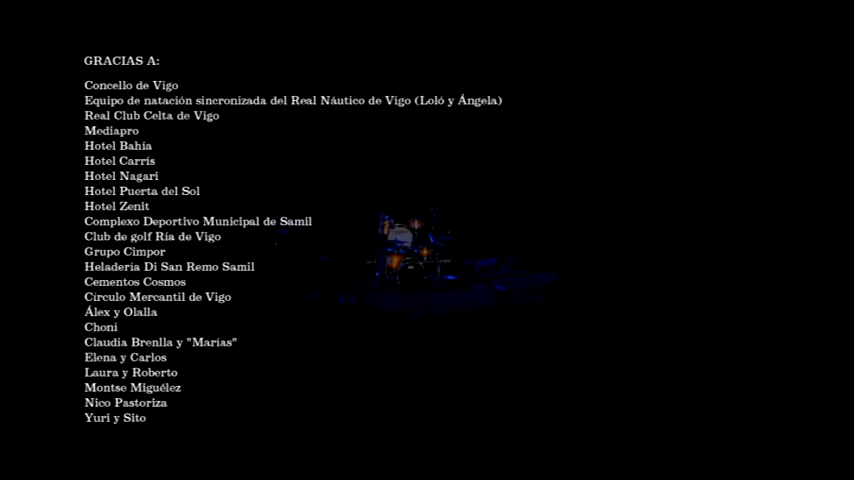 GRACIAS A:
Concello de Vigo
Equipo de natación sincronizada del Real Náutico de Vigo (Loló y Ángela)
Real Club Celta de Vigo
Mediapro
Hotel Bahía
Hotel Carris
Hotel Nagari
Hotel Puerta del Sol
Hotel Zenit
Complexo Deportivo Municipal de Samil
Club de golf Ría de Vigo
Grupo Cimpor
Heladería Di San Remo Samil
Cementos Cosmos
Círculo Mercantil de Vigo
Álex y Olalla
Choni
Claudia Brenlla y "Marías"
Elena y Carlos
Laura y Roberto
Montse Miguélez
Nico Pastoriza
Yuri y Sito